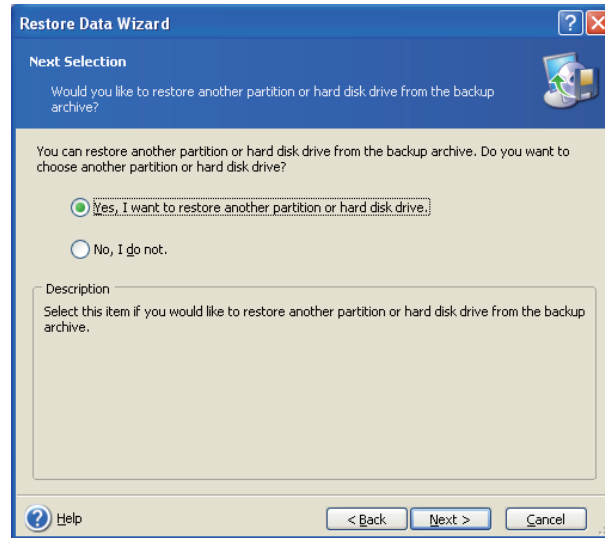 Restore Data Wizard
Next Selection
Would you like to restore another partition or hard disk drive from the backup
archive?
You can restore another partition or hard disk drive from the backup archive. Do you want to
choose another partition or hard disk drive?
Yes, I want to restore another partition or hard disk drive.
No, I do not.
Description
Select this item if you would like to restore another partition or hard disk drive from the backup
archive.
? Help
< Back
Next >
Cancel